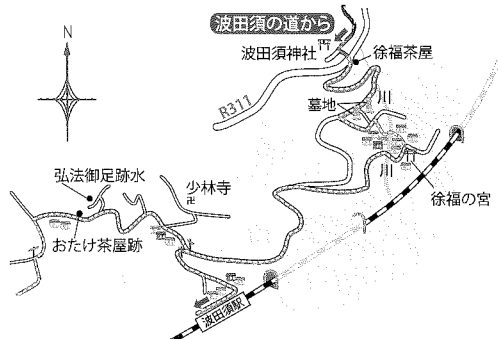 波田須の道から
N
波田須神社
徐福茶屋
R311
墓地
川
川
徐福の宮
弘法御足跡水
少林寺
おたけ茶屋跡
波田須駅